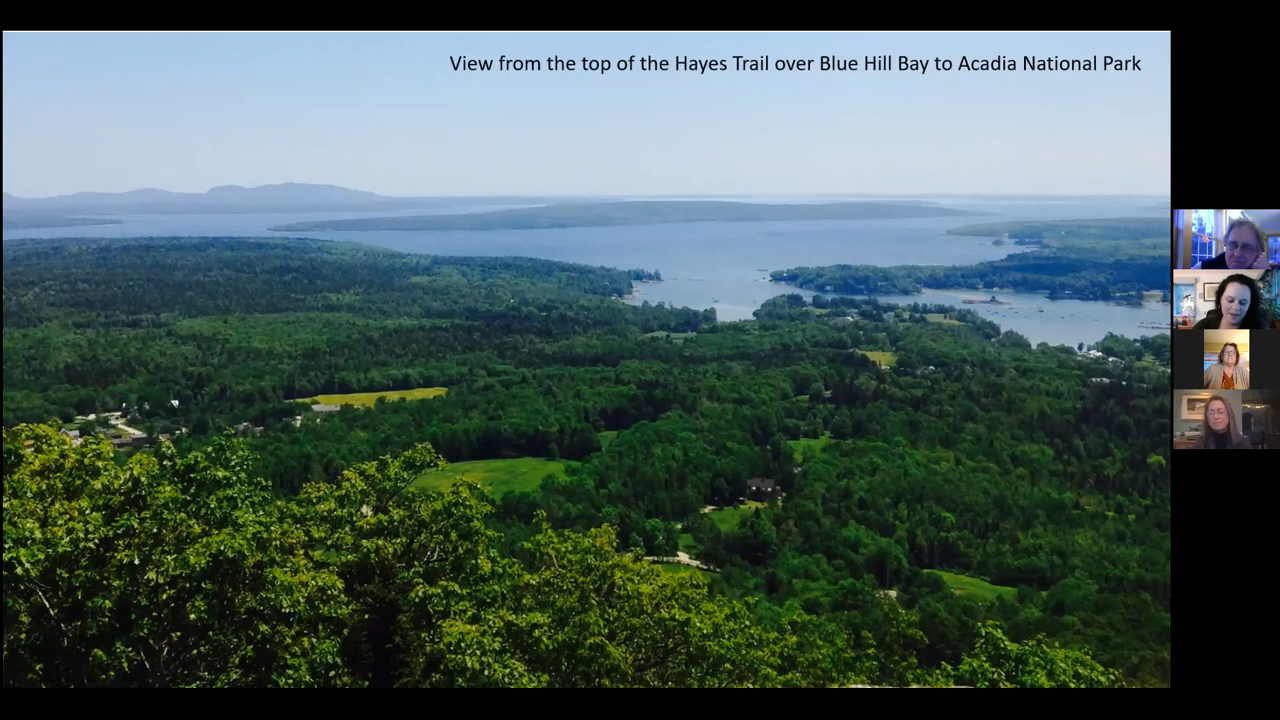 View from the top of the Hayes Trail over Blue Hill Bay to Acadia National Park